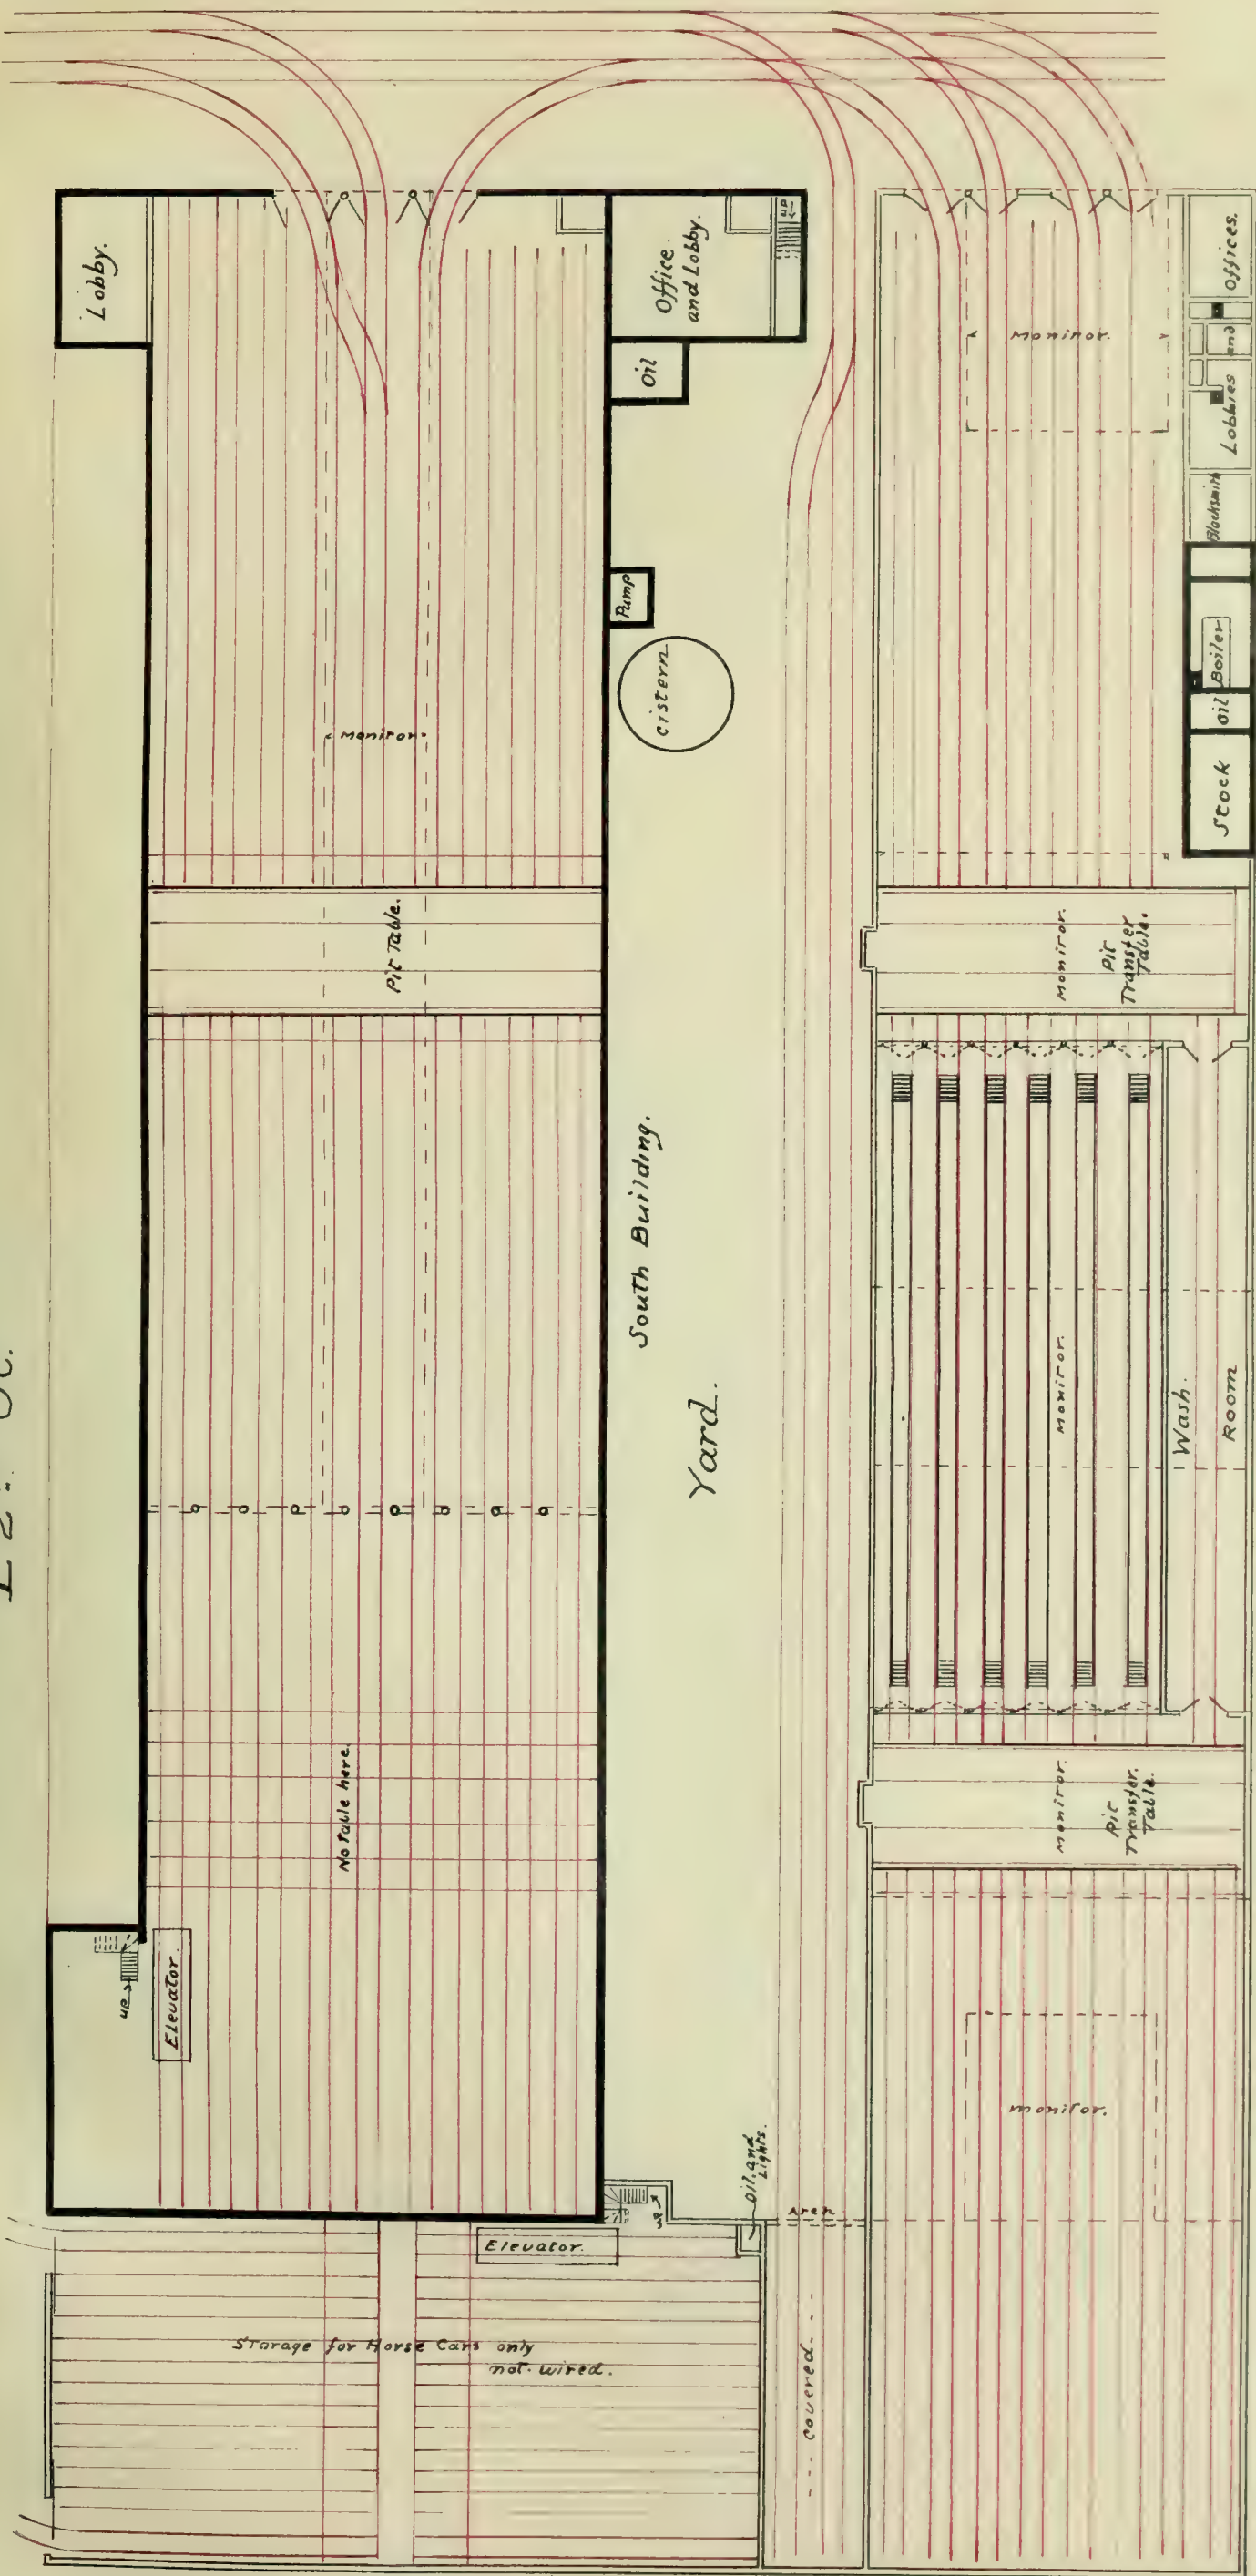 Lobby.
Office.
and Lobby.
UP
Oil
Pump
Cistern
Monitor
Pit Table.
South Building.
Yard.
No table here.
Elevator.
UP
UP
Elevator.
Oil and
Lights.
Storage for Horse Cars only
not wired.
Arch
Covered
Monitor.
Offices.
Lobbies and
Blacksmith
Boiler
Oil
Stock
Monitor.
Pit
Transfer
Table.
Monitor.
Wash.
Room
Monitor.
Pit
Transfer.
Table.
Monitor.